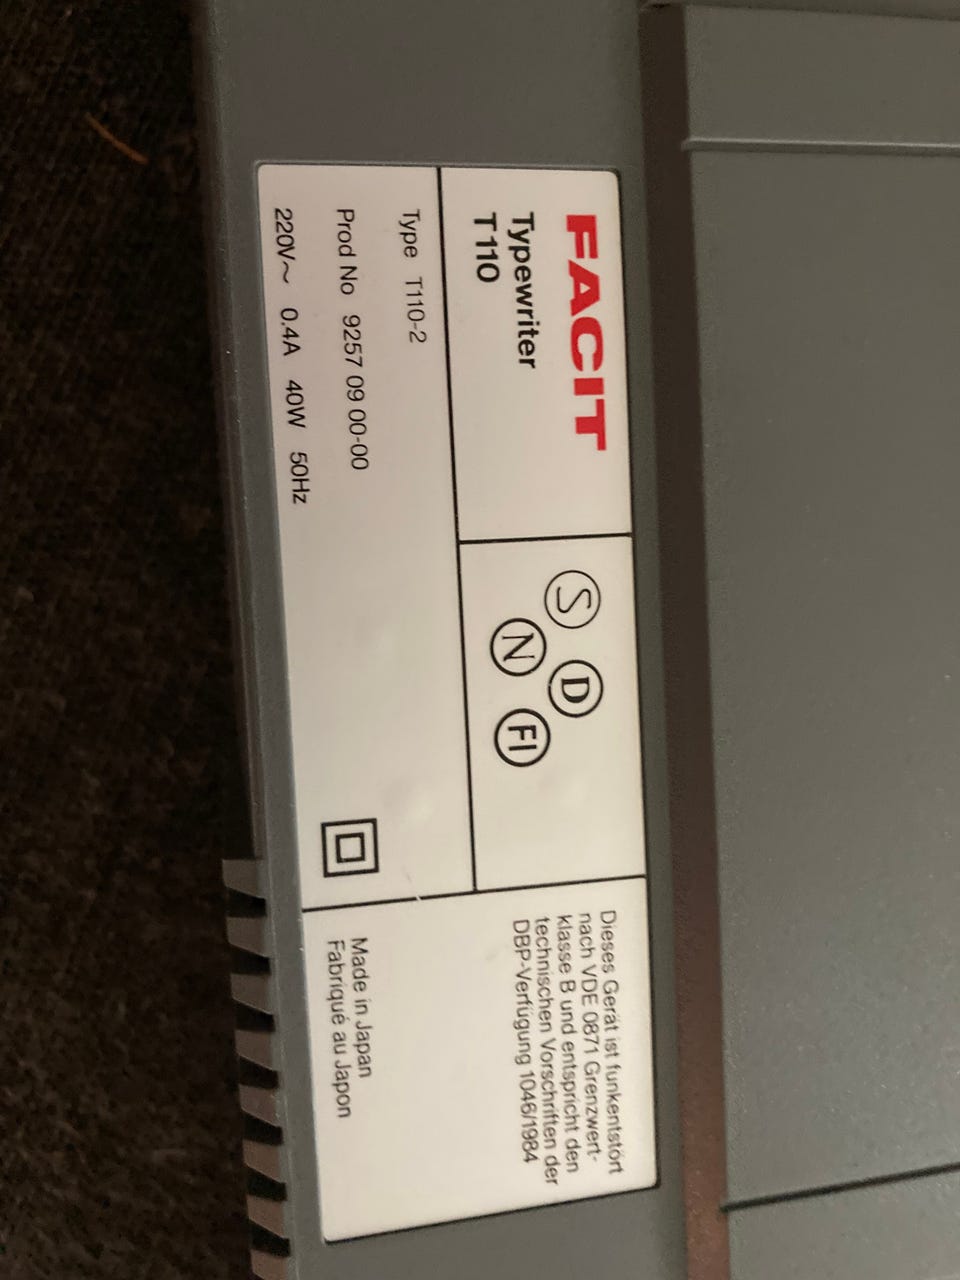 FACIT
Typewriter
T110
Type T110-2
Prod No 9257 09 00-00
220V~ 0.4A 40W 50Hz
S
D
N
FI
Dieses Gerät ist funkentstört
nach VDE 0871 Grenzwert-
klasse B und entspricht den
technischen Vorschriften der
DBP-Verfügung 1046/1984
Made in Japan
Fabriqué au Japon